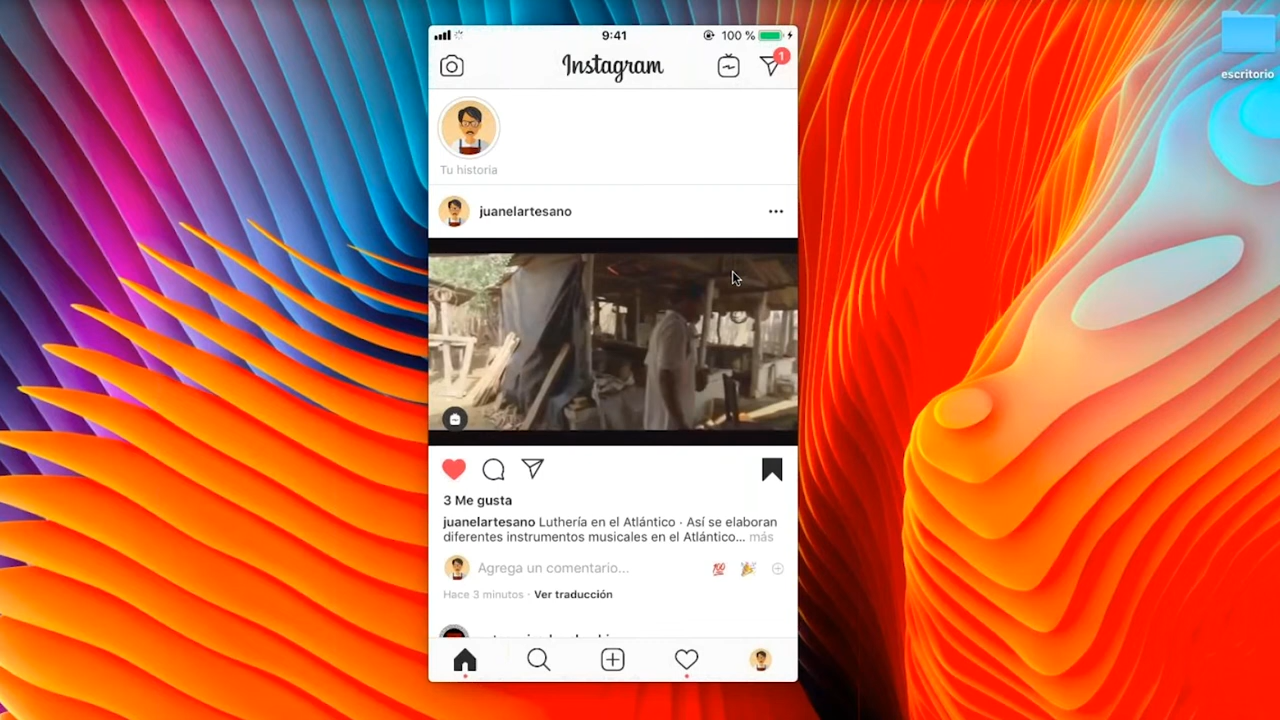 9:41
100 %
Instagram
1
escritorio
Tu historia
juanelartesano
3 Me gusta
juanelartesano Luthería en el Atlántico · Así se elaboran
diferentes instrumentos musicales en el Atlántico... más
Agrega un comentario...
💯 🎉
Hace 3 minutos · Ver traducción